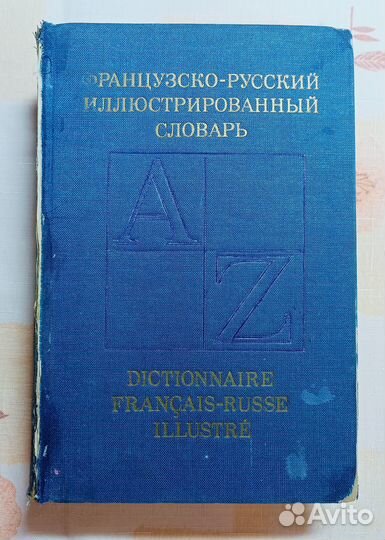 ФРАНЦУЗСКО-РУССКИЙ
ИЛЛЮСТРИРОВАННЫЙ
СЛОВАРЬ
A
Z
DICTIONNAIRE
FRANÇAIS-RUSSE
ILLUSTRÉ
Avito